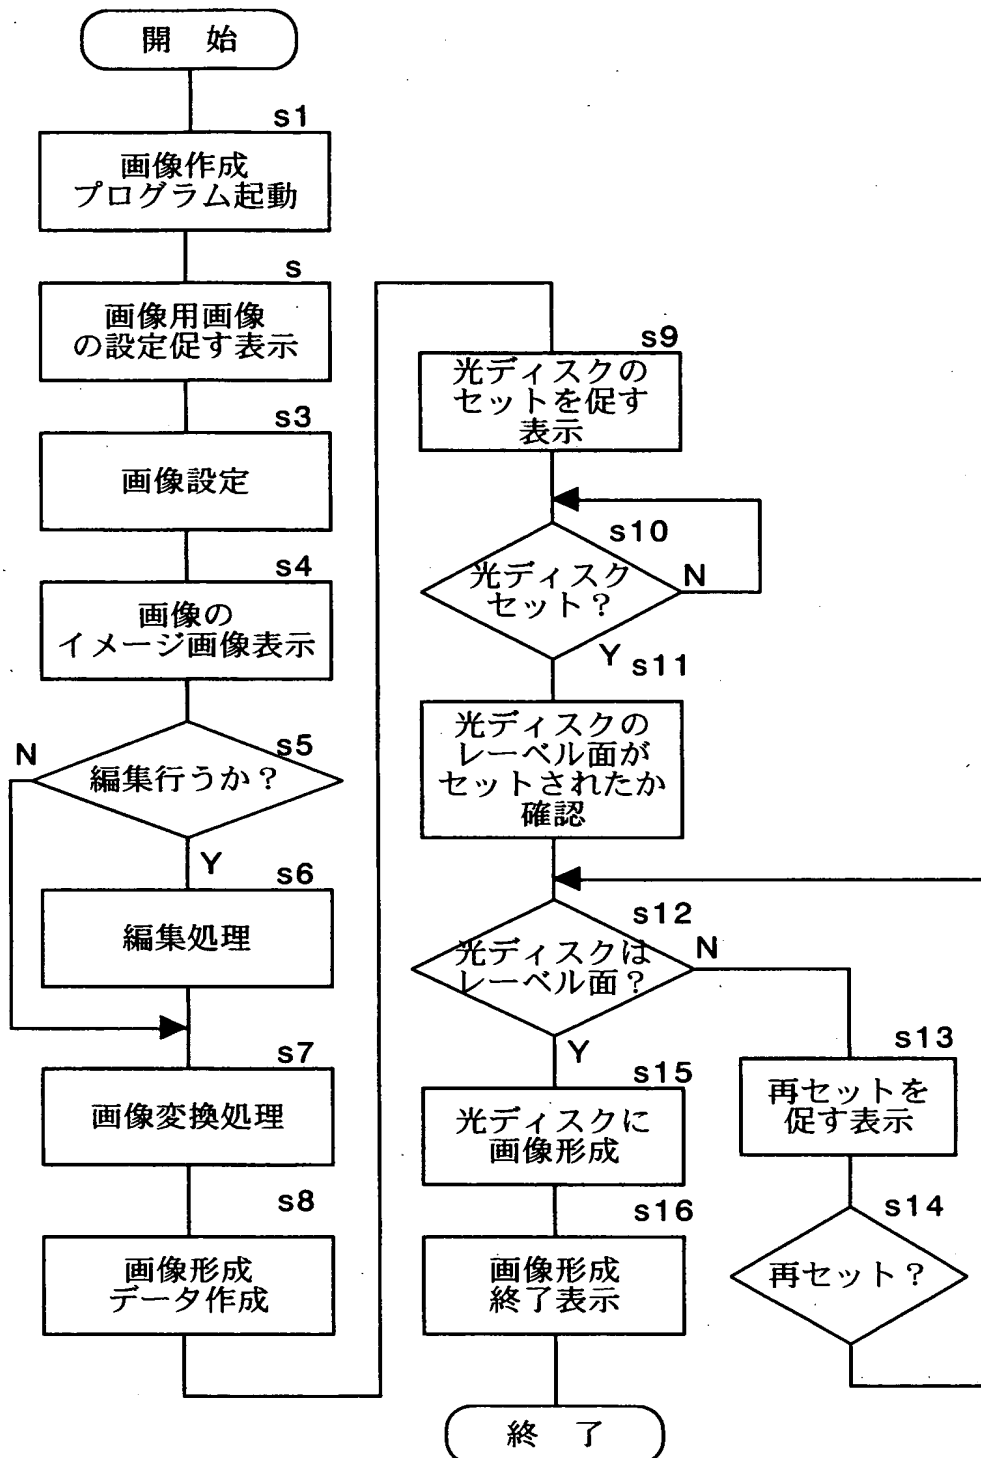 開 始
s1
画像作成
プログラム起動
s
画像用画像
の設定促す表示
s3
画像設定
s4
画像の
イメージ画像表示
s5
編集行うか？
N
Y
s6
編集処理
s7
画像変換処理
s8
画像形成
データ作成
s9
光ディスクの
セットを促す
表示
s10
光ディスク
セット？
N
Y
s11
光ディスクの
レーベル面が
セットされたか
確認
s12
光ディスクは
レーベル面？
N
Y
s13
再セットを
促す表示
s14
再セット？
s15
光ディスクに
画像形成
s16
画像形成
終了表示
終 了